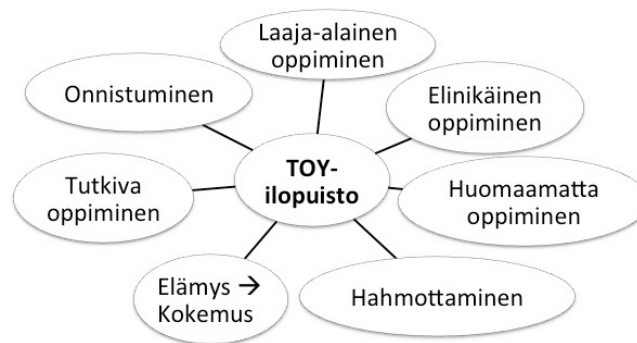 Laaja-alainen
oppiminen
Onnistuminen
Elinikäinen
oppiminen
TOY-
ilopuisto
Tutkiva
oppiminen
Huomaamatta
oppiminen
Elämys →
Kokemus
Hahmottaminen